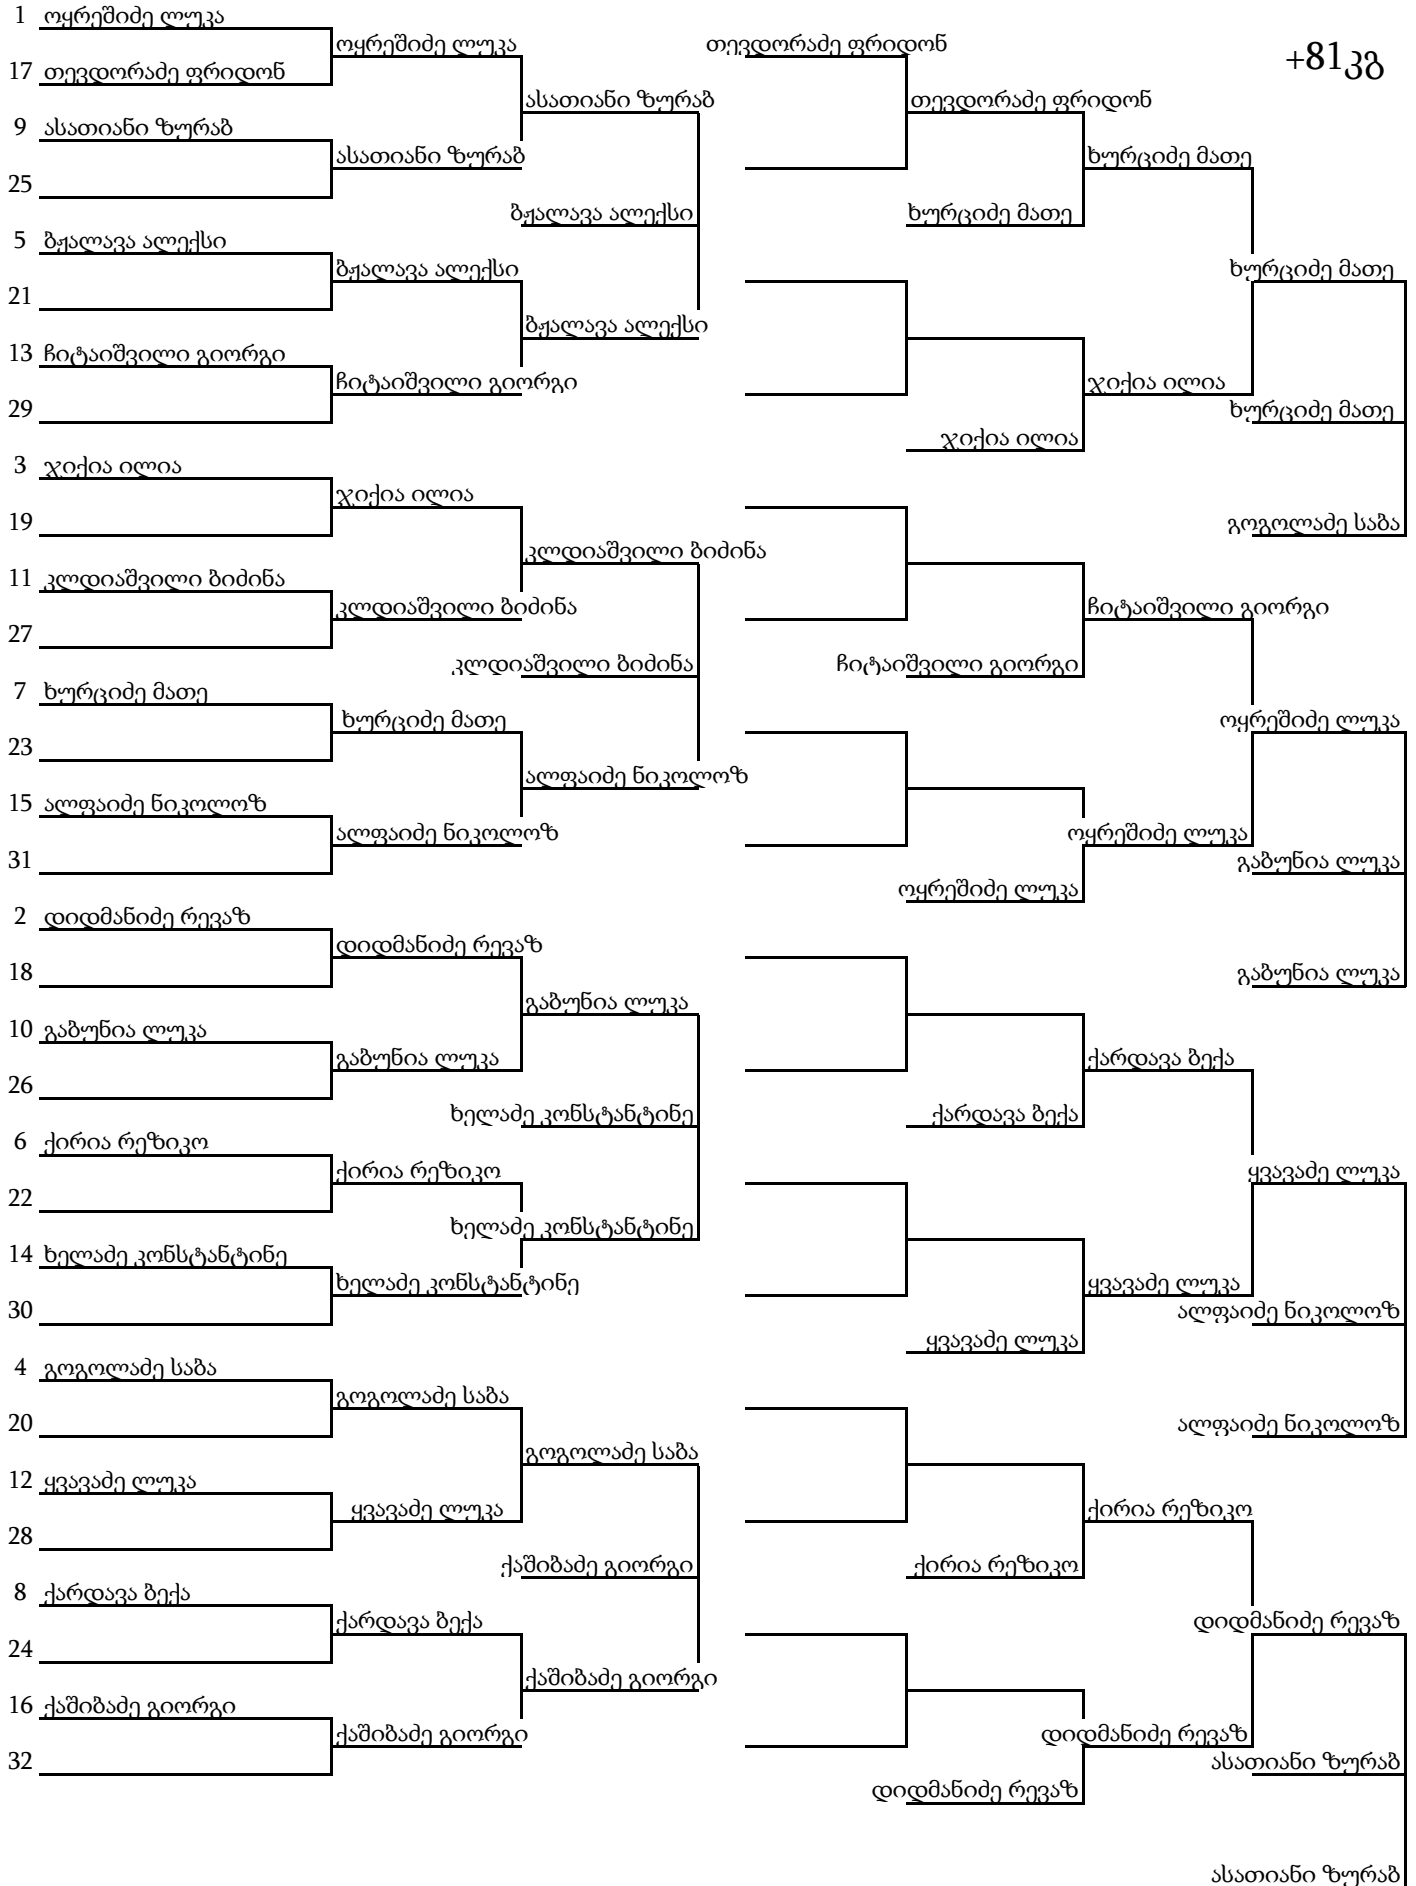 1 ოყრეშიძე ლუკა
ოყრეშიძე ლუკა
თევდორაძე ფრიდონ
+81კგ
17 თევდორაძე ფრიდონ
ასათიანი ზურაბ
თევდორაძე ფრიდონ
9 ასათიანი ზურაბ
ასათიანი ზურაბ
ხურციძე მათე
25
ბჟალავა ალექსი
ხურციძე მათე
5 ბჟალავა ალექსი
ბჟალავა ალექსი
ხურციძე მათე
21
ბჟალავა ალექსი
13 ჩიტაიშვილი გიორგი
ჩიტაიშვილი გიორგი
ჯიქია ილია
29
ხურციძე მათე
ჯიქია ილია
3 ჯიქია ილია
ჯიქია ილია
19
გოგოლაძე საბა
კლდიაშვილი ბიძინა
11 კლდიაშვილი ბიძინა
კლდიაშვილი ბიძინა
ჩიტაიშვილი გიორგი
27
კლდიაშვილი ბიძინა
ჩიტაიშვილი გიორგი
7 ხურციძე მათე
ხურციძე მათე
ოყრეშიძე ლუკა
23
ალფაიძე ნიკოლოზ
15 ალფაიძე ნიკოლოზ
ალფაიძე ნიკოლოზ
ოყრეშიძე ლუკა
31
გაბუნია ლუკა
ოყრეშიძე ლუკა
2 დიდმანიძე რევაზ
დიდმანიძე რევაზ
18
გაბუნია ლუკა
გაბუნია ლუკა
10 გაბუნია ლუკა
გაბუნია ლუკა
ქარდავა ბექა
26
ხელაძე კონსტანტინე
ქარდავა ბექა
6 ქირია რეზიკო
ქირია რეზიკო
ყვავაძე ლუკა
22
ხელაძე კონსტანტინე
14 ხელაძე კონსტანტინე
ხელაძე კონსტანტინე
ყვავაძე ლუკა
30
ალფაიძე ნიკოლოზ
ყვავაძე ლუკა
4 გოგოლაძე საბა
გოგოლაძე საბა
20
ალფაიძე ნიკოლოზ
გოგოლაძე საბა
12 ყვავაძე ლუკა
ყვავაძე ლუკა
ქირია რეზიკო
28
ქაშიბაძე გიორგი
ქირია რეზიკო
8 ქარდავა ბექა
ქარდავა ბექა
დიდმანიძე რევაზ
24
ქაშიბაძე გიორგი
16 ქაშიბაძე გიორგი
ქაშიბაძე გიორგი
დიდმანიძე რევაზ
32
ასათიანი ზურაბ
დიდმანიძე რევაზ
ასათიანი ზურაბ